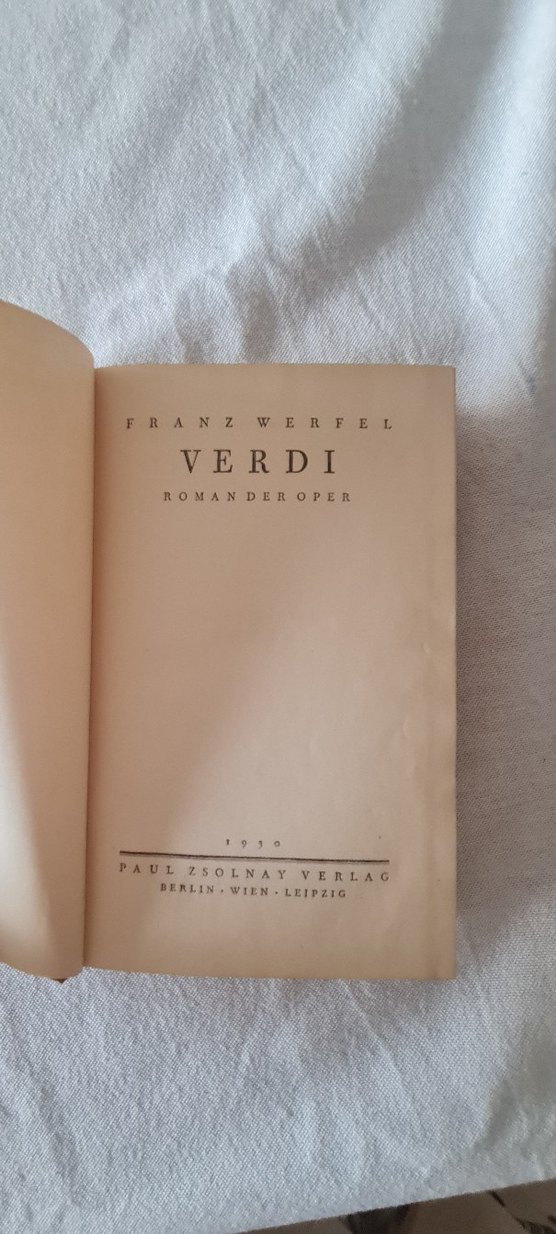 FRANZ WERFEL
VERDI
ROMAN DER OPER
1930
PAUL ZSOLNAY VERLAG
BERLIN · WIEN · LEIPZIG